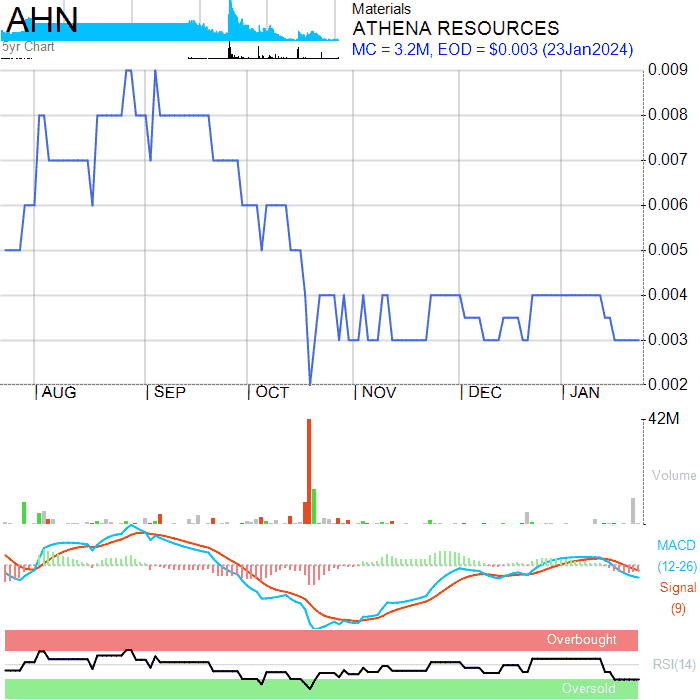 AHN
5yr Chart
Materials
ATHENA RESOURCES
MC = 3.2M, EOD = $0.003 (23Jan2024)
0.009
0.008
0.007
0.006
0.005
0.004
0.003
0.002
AUG SEP OCT NOV DEC JAN
42M
Volume
MACD
(12-26)
Signal
(9)
Overbought
RSI(14)
Oversold